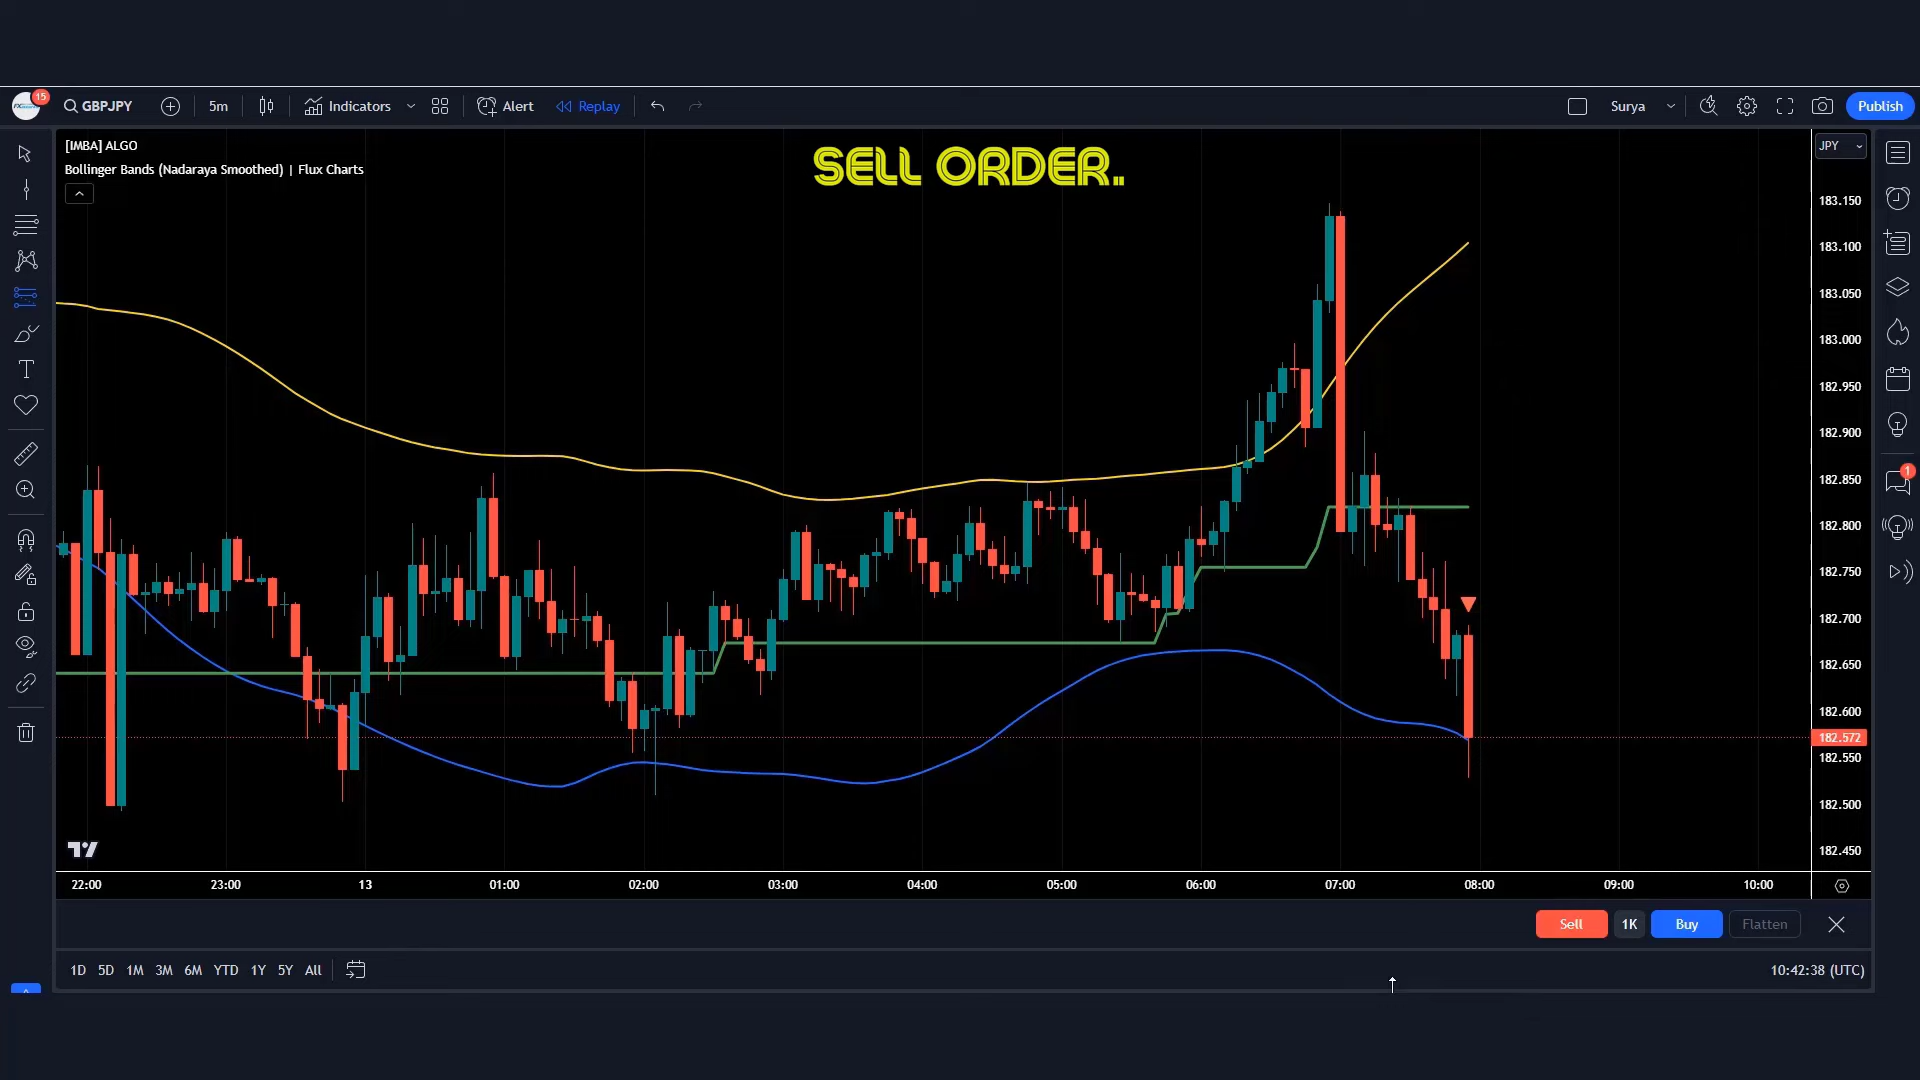 15
GBPJPY
5m
Indicators
Alert
Replay
Surya
Publish
[IMBA] ALGO
Bollinger Bands (Nadaraya Smoothed) | Flux Charts
SELL ORDER..
JPY
183.150
183.100
183.050
183.000
182.950
182.900
182.850
182.800
182.750
182.700
182.650
182.600
182.572
182.550
182.500
182.450
1
22:00
23:00
13
01:00
02:00
03:00
04:00
05:00
06:00
07:00
08:00
09:00
10:00
Sell
1K
Buy
Flatten
1D
5D
1M
3M
6M
YTD
1Y
5Y
All
10:42:38 (UTC)